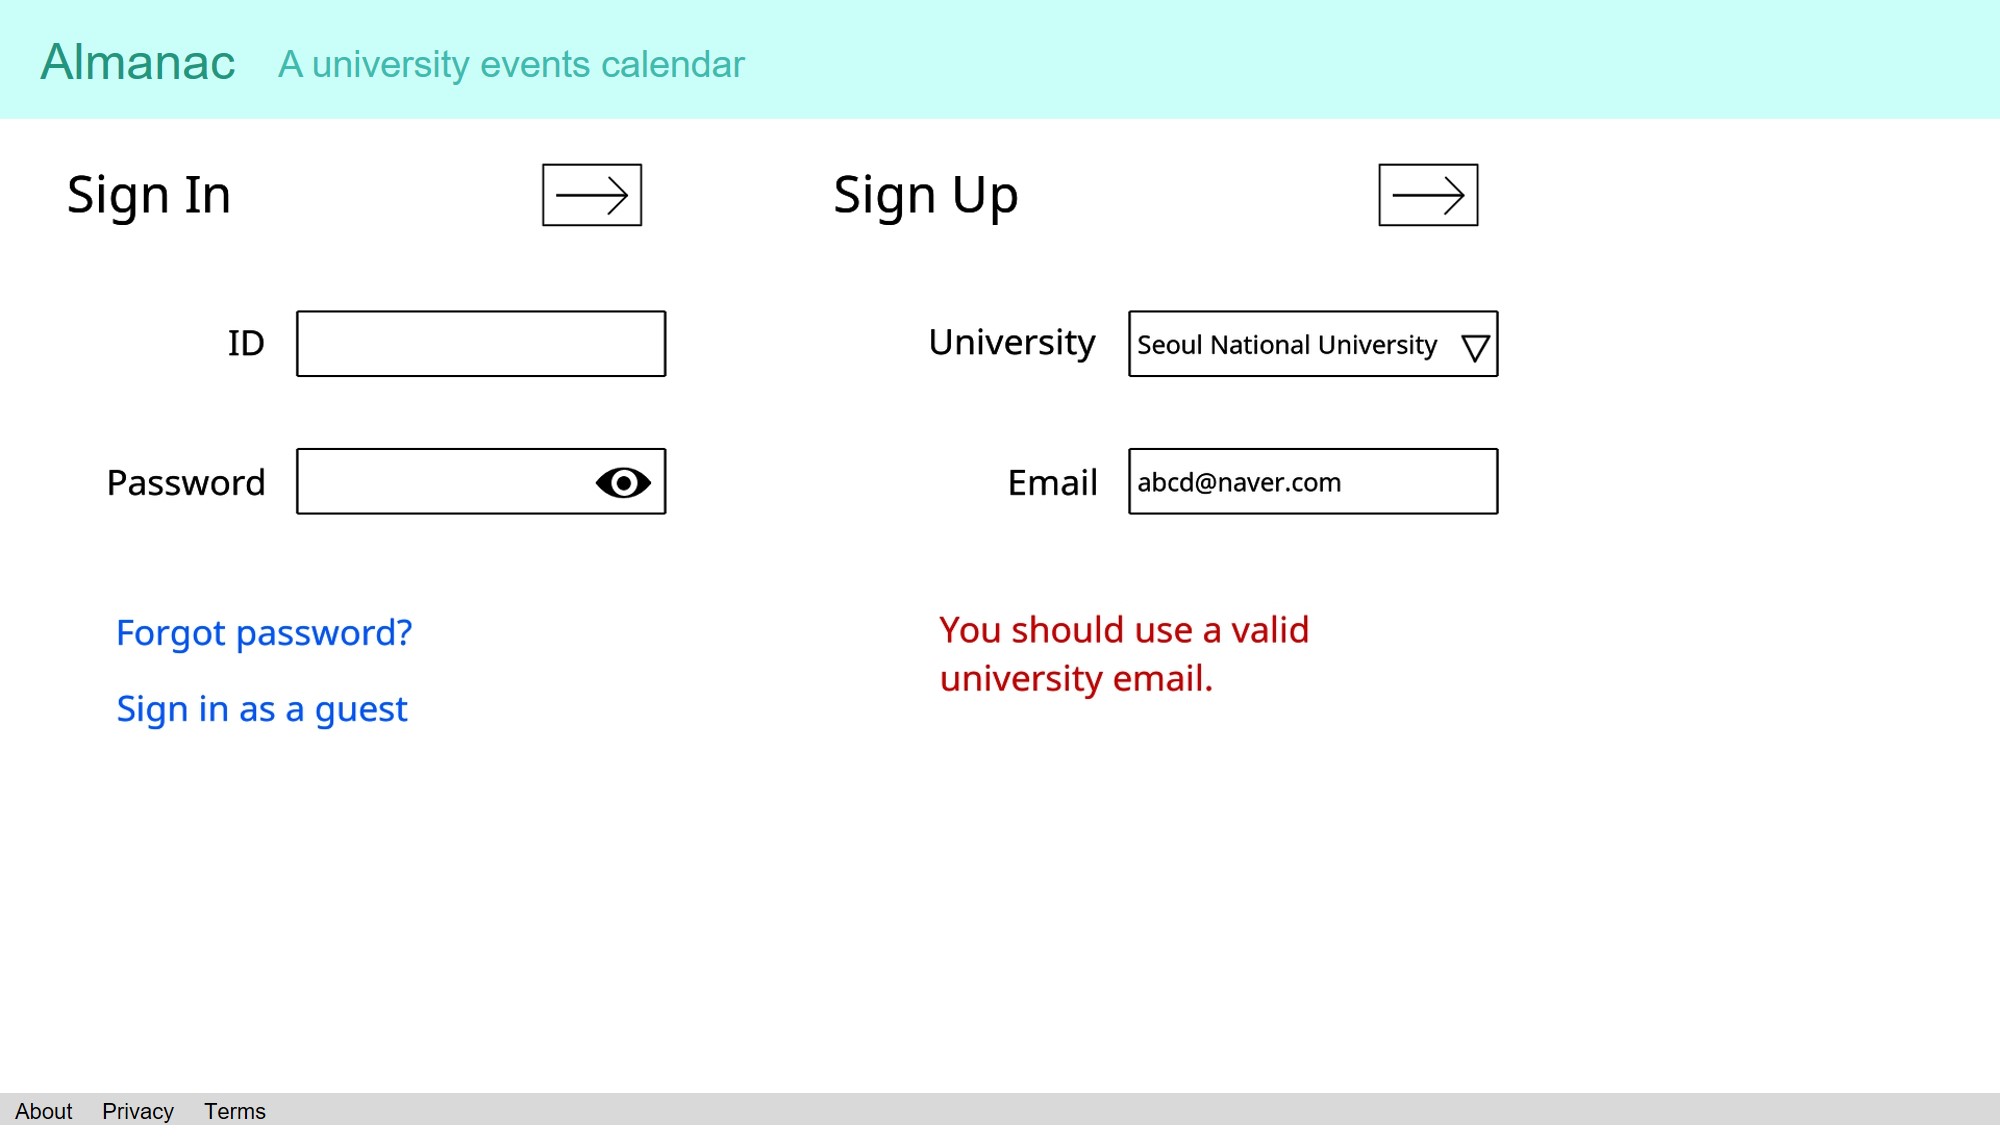 Almanac A university events calendar
Sign In
ID
Password
Forgot password?
Sign in as a guest
Sign Up
University Seoul National University
Email abcd@naver.com
You should use a valid
university email.
About Privacy Terms